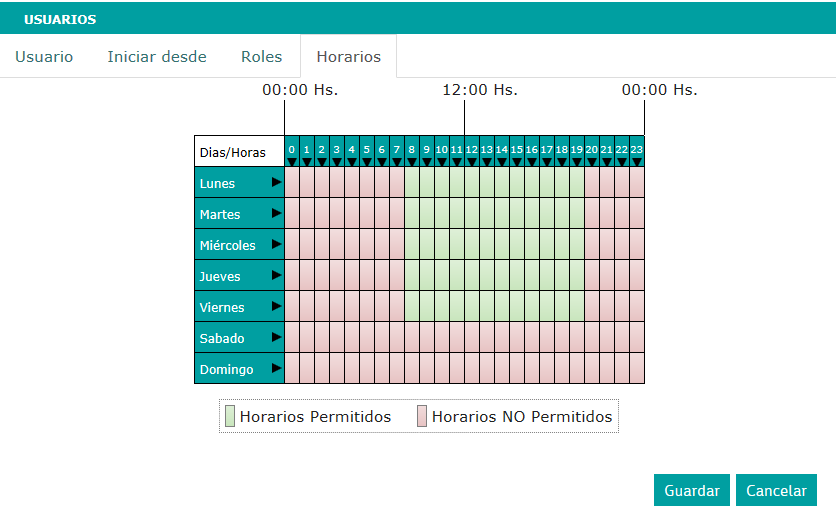 USUARIOS
Usuario Iniciar desde Roles Horarios
00:00 Hs. 12:00 Hs. 00:00 Hs.
Dias/Horas 0 1 2 3 4 5 6 7 8 9 10 11 12 13 14 15 16 17 18 19 20 21 22 23
Lunes
Martes
Miércoles
Jueves
Viernes
Sabado
Domingo
Horarios Permitidos Horarios NO Permitidos
Guardar Cancelar